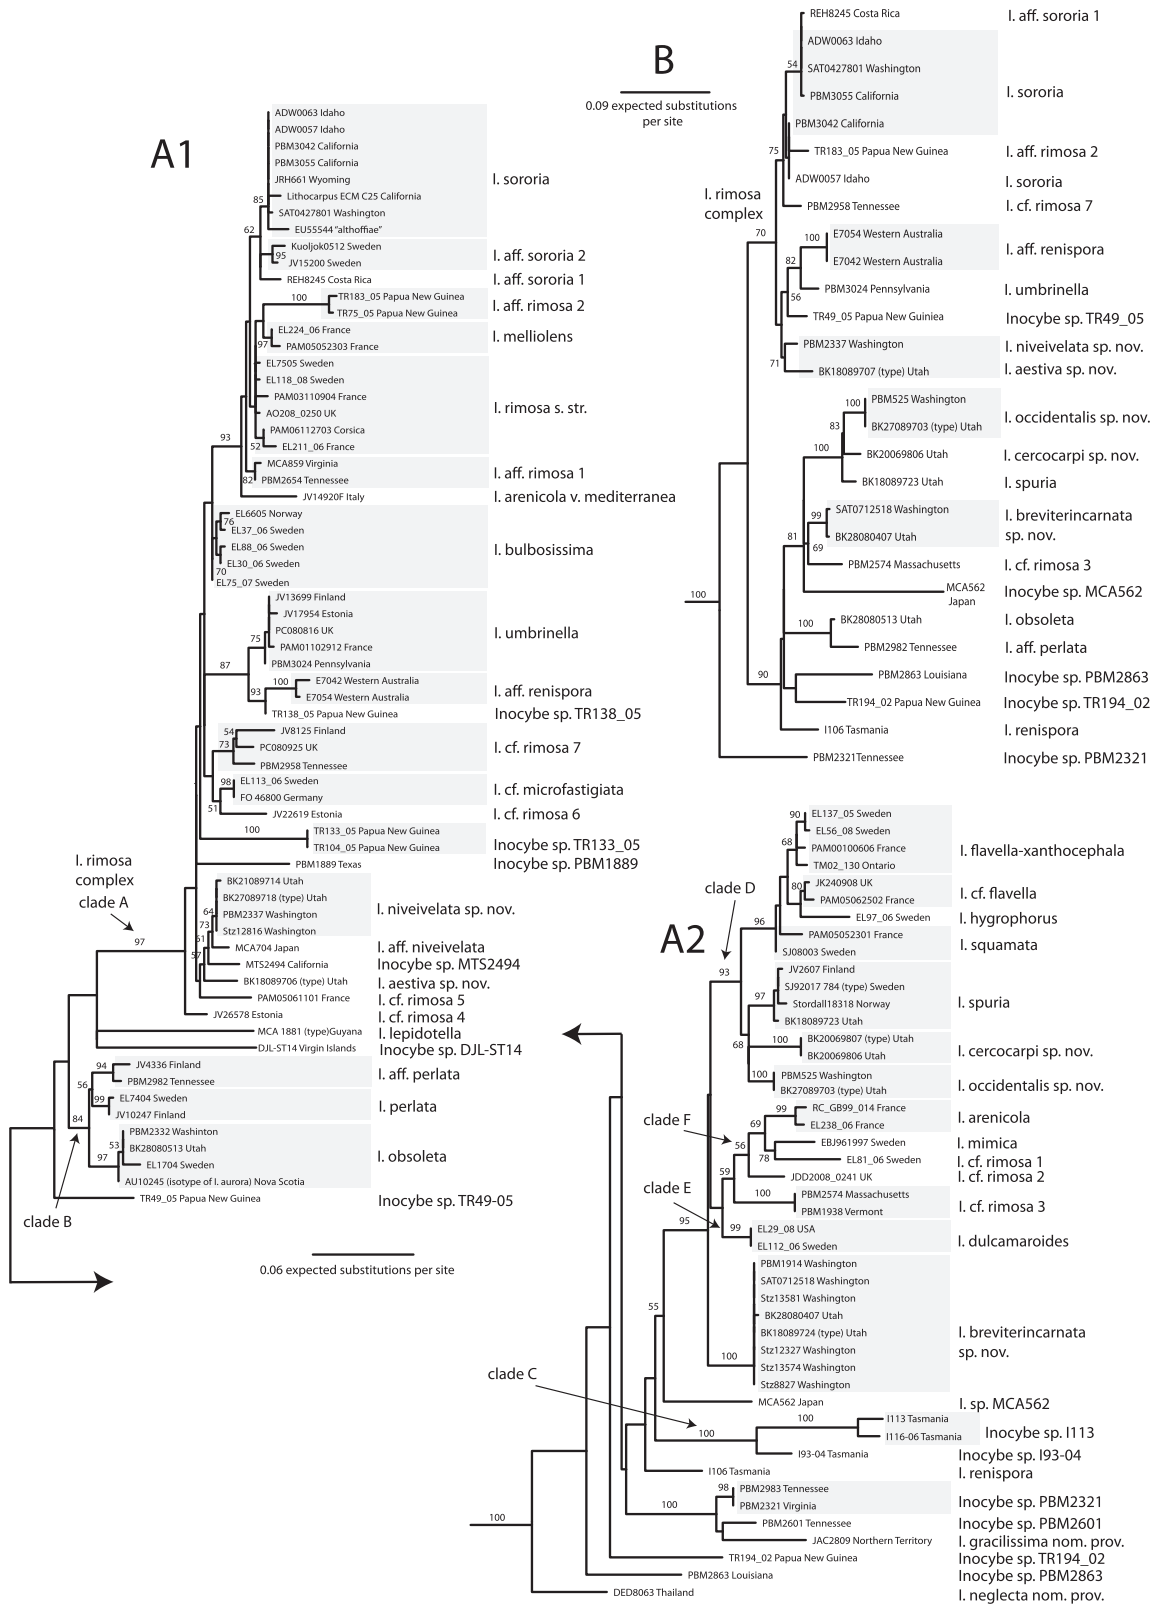 A1
ADW0063 Idaho
ADW0057 Idaho
PBM3042 California
PBM3055 California
JRH661 Wyoming
Lithocarpus ECM C25 California
SAT0427801 Washington
EU55544 “althoffiae”
I. sororia
85
62
Kuoljok0512 Sweden
JV15200 Sweden
95
I. aff. sororia 2
REH8245 Costa Rica
I. aff. sororia 1
100
TR183_05 Papua New Guinea
TR75_05 Papua New Guinea
I. aff. rimosa 2
EL224_06 France
PAM05052303 France
97
I. melliolens
EL7505 Sweden
EL118_08 Sweden
PAM03110904 France
AO208_0250 UK
PAM06112703 Corsica
EL211_06 France
52
I. rimosa s. str.
93
MCA859 Virginia
PBM2654 Tennessee
82
I. aff. rimosa 1
JV14920F Italy
I. arenicola v. mediterranea
EL6605 Norway
76
EL37_06 Sweden
EL88_06 Sweden
EL30_06 Sweden
70
EL75_07 Sweden
I. bulbosissima
JV13699 Finland
JV17954 Estonia
PC080816 UK
PAM01102912 France
PBM3024 Pennsylvania
75
87
I. umbrinella
100
E7042 Western Australia
E7054 Western Australia
93
I. aff. renispora
TR138_05 Papua New Guinea
Inocybe sp. TR138_05
54
JV8125 Finland
73
PC080925 UK
PBM2958 Tennessee
I. cf. rimosa 7
98
EL113_06 Sweden
FO 46800 Germany
I. cf. microfastigiata
51
JV22619 Estonia
I. cf. rimosa 6
100
TR133_05 Papua New Guinea
TR104_05 Papua New Guinea
Inocybe sp. TR133_05
PBM1889 Texas
Inocybe sp. PBM1889
I. rimosa
complex
clade A
97
BK21089714 Utah
BK27089718 (type) Utah
PBM2337 Washington
Stz12816 Washington
64
73
61
57
I. niveivelata sp. nov.
MCA704 Japan
I. aff. niveivelata
MTS2494 California
Inocybe sp. MTS2494
BK18089706 (type) Utah
I. aestiva sp. nov.
PAM05061101 France
I. cf. rimosa 5
JV26578 Estonia
I. cf. rimosa 4
MCA 1881 (type)Guyana
I. lepidotella
DJL-ST14 Virgin Islands
Inocybe sp. DJL-ST14
94
JV4336 Finland
PBM2982 Tennessee
I. aff. perlata
56
99
EL7404 Sweden
JV10247 Finland
I. perlata
84
PBM2332 Washinton
53
BK28080513 Utah
97
EL1704 Sweden
AU10245 (isotype of I. aurora) Nova Scotia
I. obsoleta
TR49_05 Papua New Guinea
Inocybe sp. TR49-05
clade B
0.06 expected substitutions per site
B
0.09 expected substitutions
per site
REH8245 Costa Rica
I. aff. sororia 1
ADW0063 Idaho
54
SAT0427801 Washington
PBM3055 California
I. sororia
PBM3042 California
75
TR183_05 Papua New Guinea
I. aff. rimosa 2
ADW0057 Idaho
I. sororia
PBM2958 Tennessee
I. cf. rimosa 7
I. rimosa
complex
70
100
E7054 Western Australia
E7042 Western Australia
I. aff. renispora
82
PBM3024 Pennsylvania
I. umbrinella
56
TR49_05 Papua New Guiniea
Inocybe sp. TR49_05
PBM2337 Washington
I. niveivelata sp. nov.
71
BK18089707 (type) Utah
I. aestiva sp. nov.
100
PBM525 Washington
BK27089703 (type) Utah
I. occidentalis sp. nov.
83
100
BK20069806 Utah
I. cercocarpi sp. nov.
BK18089723 Utah
I. spuria
99
SAT0712518 Washington
BK28080407 Utah
I. breviterincarnata
sp. nov.
81
69
PBM2574 Massachusetts
I. cf. rimosa 3
MCA562
Japan
Inocybe sp. MCA562
100
100
BK28080513 Utah
I. obsoleta
PBM2982 Tennessee
I. aff. perlata
90
PBM2863 Louisiana
Inocybe sp. PBM2863
TR194_02 Papua New Guinea
Inocybe sp. TR194_02
I106 Tasmania
I. renispora
PBM2321Tennessee
Inocybe sp. PBM2321
A2
90
EL137_05 Sweden
EL56_08 Sweden
68
PAM00100606 France
TM02_130 Ontario
I. flavella-xanthocephala
clade D
80
JK240908 UK
PAM05062502 France
I. cf. flavella
EL97_06 Sweden
I. hygrophorus
96
PAM05052301 France
SJ08003 Sweden
I. squamata
93
JV2607 Finland
SJ92017 784 (type) Sweden
97
Stordall18318 Norway
BK18089723 Utah
I. spuria
68
100
BK20069807 (type) Utah
BK20069806 Utah
I. cercocarpi sp. nov.
100
PBM525 Washington
BK27089703 (type) Utah
I. occidentalis sp. nov.
99
RC_GB99_014 France
EL238_06 France
I. arenicola
clade F
69
56
EBJ961997 Sweden
I. mimica
78
EL81_06 Sweden
I. cf. rimosa 1
59
JDD2008_0241 UK
I. cf. rimosa 2
clade E
100
PBM2574 Massachusetts
PBM1938 Vermont
I. cf. rimosa 3
95
99
EL29_08 USA
EL112_06 Sweden
I. dulcamaroides
PBM1914 Washington
SAT0712518 Washington
Stz13581 Washington
BK28080407 Utah
BK18089724 (type) Utah
Stz12327 Washington
Stz13574 Washington
Stz8827 Washington
100
I. breviterincarnata
sp. nov.
55
clade C
MCA562 Japan
I. sp. MCA562
100
100
I113 Tasmania
I116-06 Tasmania
Inocybe sp. I113
I93-04 Tasmania
Inocybe sp. I93-04
I106 Tasmania
I. renispora
98
PBM2983 Tennessee
PBM2321 Virginia
Inocybe sp. PBM2321
100
PBM2601 Tennessee
Inocybe sp. PBM2601
JAC2809 Northern Territory
I. gracilissima nom. prov.
100
TR194_02 Papua New Guinea
Inocybe sp. TR194_02
PBM2863 Louisiana
Inocybe sp. PBM2863
DED8063 Thailand
I. neglecta nom. prov.